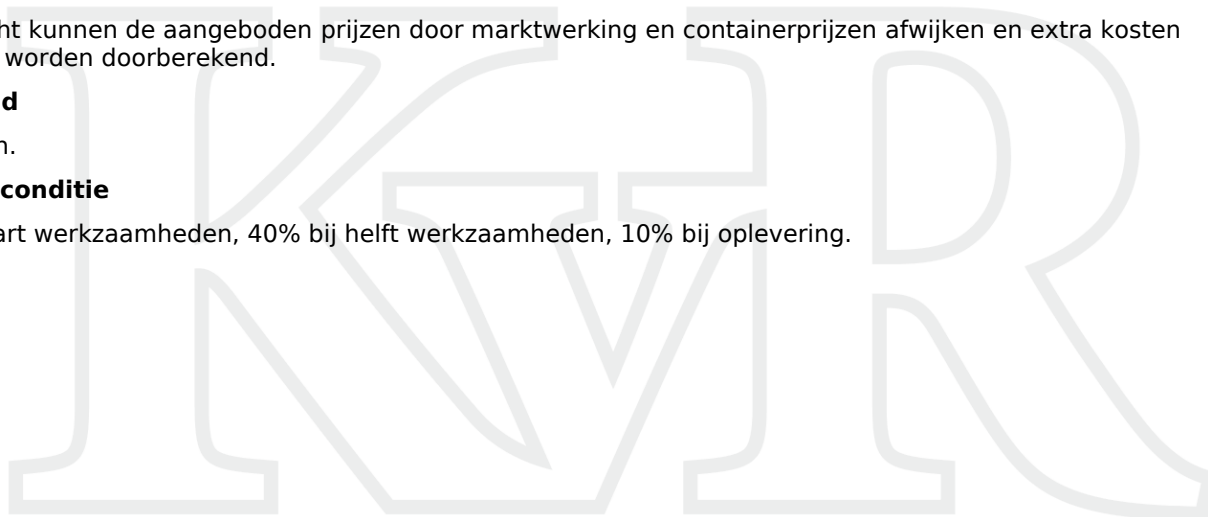 ht kunnen de aangeboden prijzen door marktwerking en containerprijzen afwijken en extra kosten
worden doorberekend.
d
n.
conditie
art werkzaamheden, 40% bij helft werkzaamheden, 10% bij oplevering.
KvR